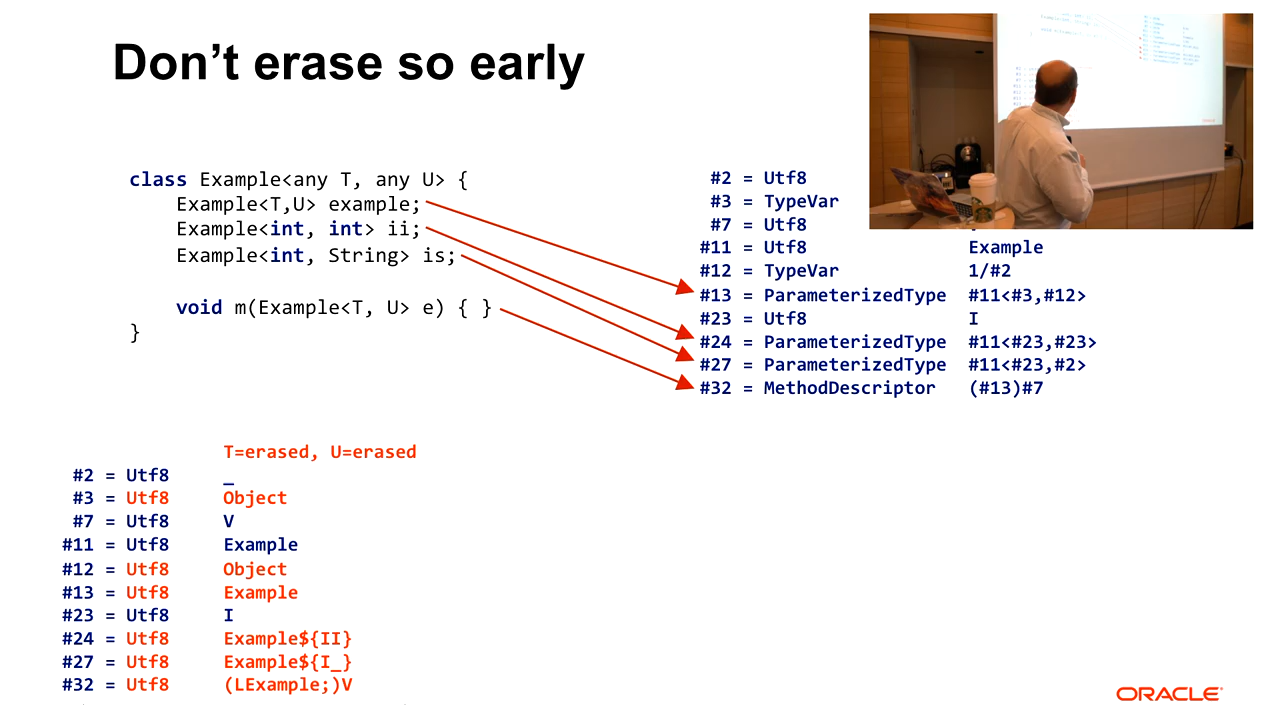 Don’t erase so early
class Example<any T, any U> {
Example<T,U> example;
Example<int, int> ii;
Example<int, String> is;
void m(Example<T, U> e) { }
}
#2 = Utf8
#3 = TypeVar
#7 = Utf8
#11 = Utf8 Example
#12 = TypeVar 1/#2
#13 = ParameterizedType #11<#3,#12>
#23 = Utf8 I
#24 = ParameterizedType #11<#23,#23>
#27 = ParameterizedType #11<#23,#2>
#32 = MethodDescriptor (#13)#7
T=erased, U=erased
#2 = Utf8 _
#3 = Utf8 Object
#7 = Utf8 V
#11 = Utf8 Example
#12 = Utf8 Object
#13 = Utf8 Example
#23 = Utf8 I
#24 = Utf8 Example${II}
#27 = Utf8 Example${I_}
#32 = Utf8 (LExample;)V
ORACLE